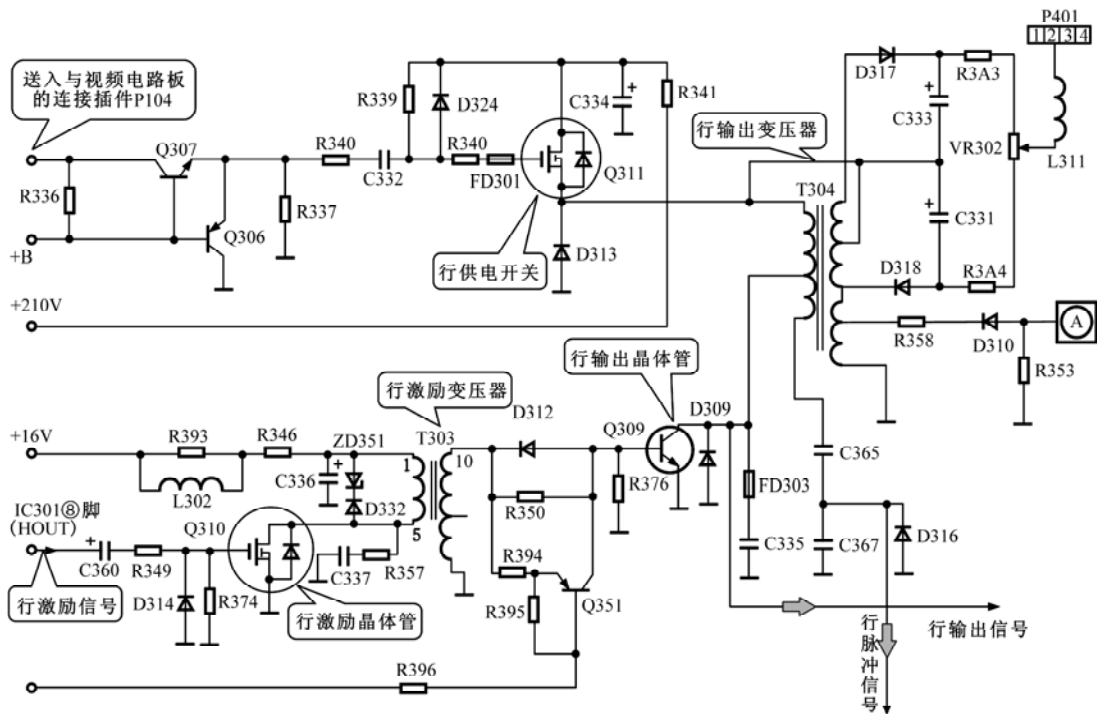 P401
1 2 3 4
送入与视频电路板
的连接插件P104
D317
R3A3
R339
D324
C334
R341
行输出变压器
C333
Q307
R340
R340
VR302
L311
C332
FD301
Q311
T304
R336
R337
C331
Q306
D313
+B
行供电开关
D318
R3A4
+210V
A
R358
D310
行输出晶体管
R353
行激励变压器
D312
+16V
R393
R346
ZD351
T303
Q309
D309
1
10
C365
L302
C336
R376
FD303
IC301⑧脚
(HOUT)
Q310
D332
R350
5
D316
C360
R349
R394
C335
C367
C337
R357
D314
R374
R395
Q351
行激励信号
行激励晶体管
行输出信号
行脉冲信号
R396